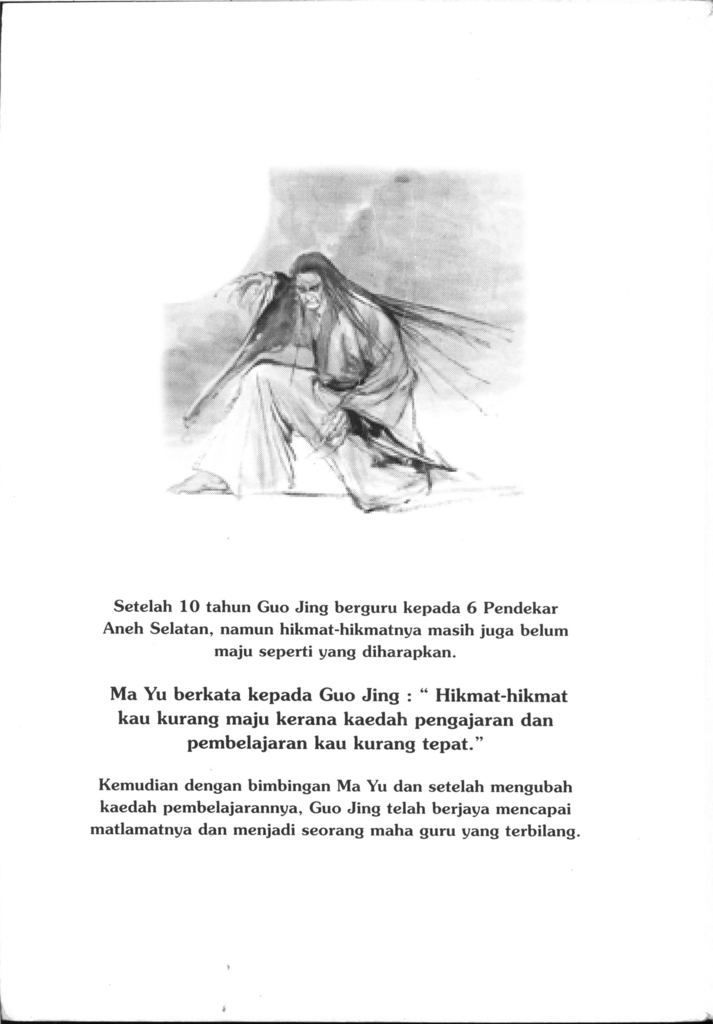 Setelah 10 tahun Guo Jing berguru kepada 6 Pendekar
Aneh Selatan, namun hikmat-hikmatnya masih juga belum
maju seperti yang diharapkan.
Ma Yu berkata kepada Guo Jing : “ Hikmat-hikmat
kau kurang maju kerana kaedah pengajaran dan
pembelajaran kau kurang tepat.”
Kemudian dengan bimbingan Ma Yu dan setelah mengubah
kaedah pembelajarannya, Guo Jing telah berjaya mencapai
matlamatnya dan menjadi seorang maha guru yang terbilang.